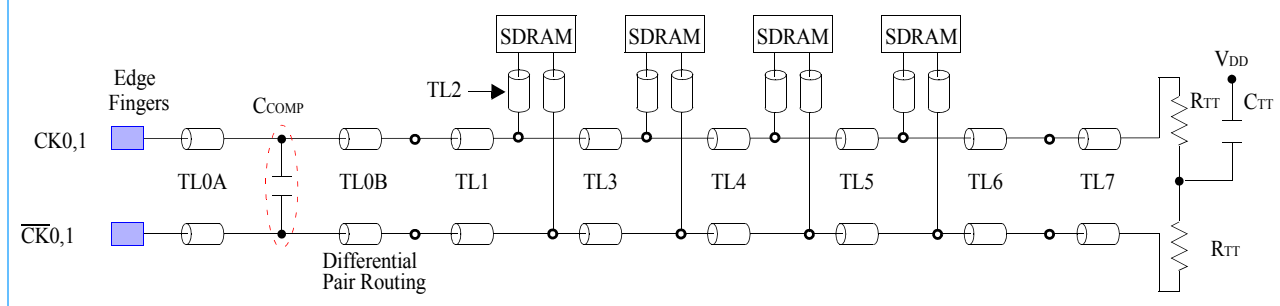 SDRAM SDRAM SDRAM SDRAM
Edge
Fingers
CCOMP
TL2
VDD
RTT
CTT
CK0,1
TL0A TL0B TL1 TL3 TL4 TL5 TL6 TL7
C̅K̅0,1
Differential
Pair Routing
RTT